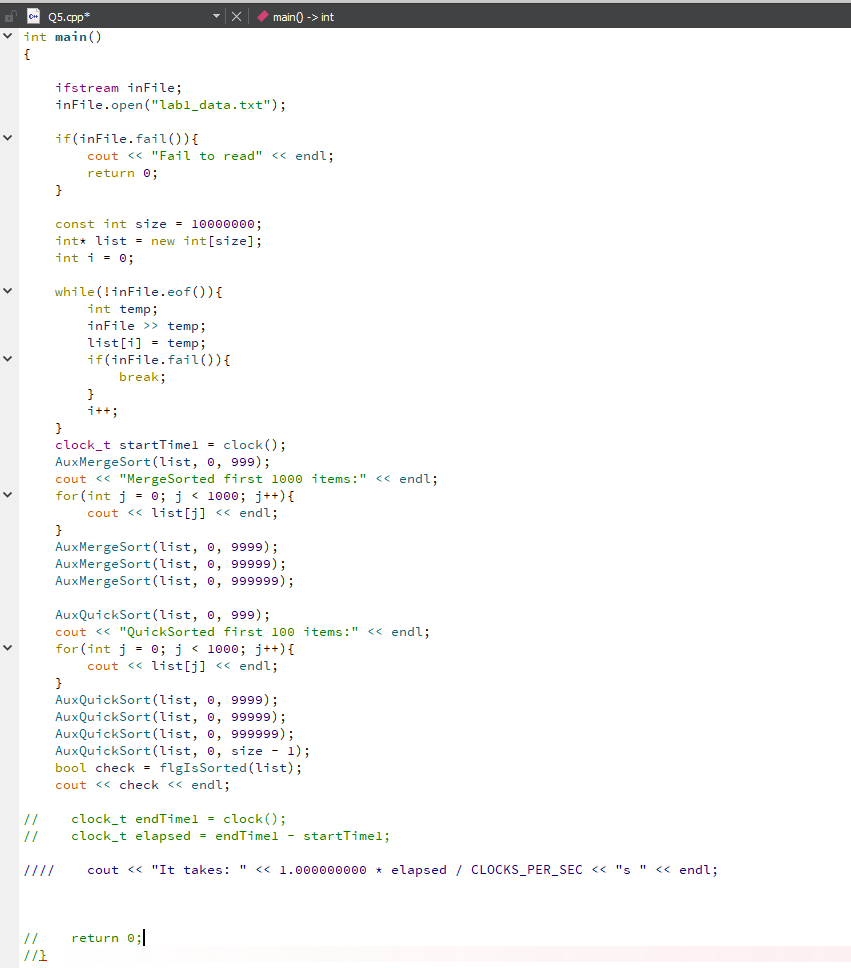 C++ Q5.cpp* main() -> int
int main()
{
ifstream inFile;
inFile.open("lab1_data.txt");
if(inFile.fail()){
cout << "Fail to read" << endl;
return 0;
}
const int size = 10000000;
int* list = new int[size];
int i = 0;
while(!inFile.eof()){
int temp;
inFile >> temp;
list[i] = temp;
if(inFile.fail()){
break;
}
i++;
}
clock_t startTime1 = clock();
AuxMergeSort(list, 0, 999);
cout << "MergeSorted first 1000 items:" << endl;
for(int j = 0; j < 1000; j++){
cout << list[j] << endl;
}
AuxMergeSort(list, 0, 9999);
AuxMergeSort(list, 0, 99999);
AuxMergeSort(list, 0, 999999);
AuxQuickSort(list, 0, 999);
cout << "QuickSorted first 100 items:" << endl;
for(int j = 0; j < 1000; j++){
cout << list[j] << endl;
}
AuxQuickSort(list, 0, 9999);
AuxQuickSort(list, 0, 99999);
AuxQuickSort(list, 0, 999999);
AuxQuickSort(list, 0, size - 1);
bool check = flgIsSorted(list);
cout << check << endl;
//    clock_t endTime1 = clock();
//    clock_t elapsed = endTime1 - startTime1;
////    cout << "It takes: " << 1.000000000 * elapsed / CLOCKS_PER_SEC << "s " << endl;
//    return 0;
//}